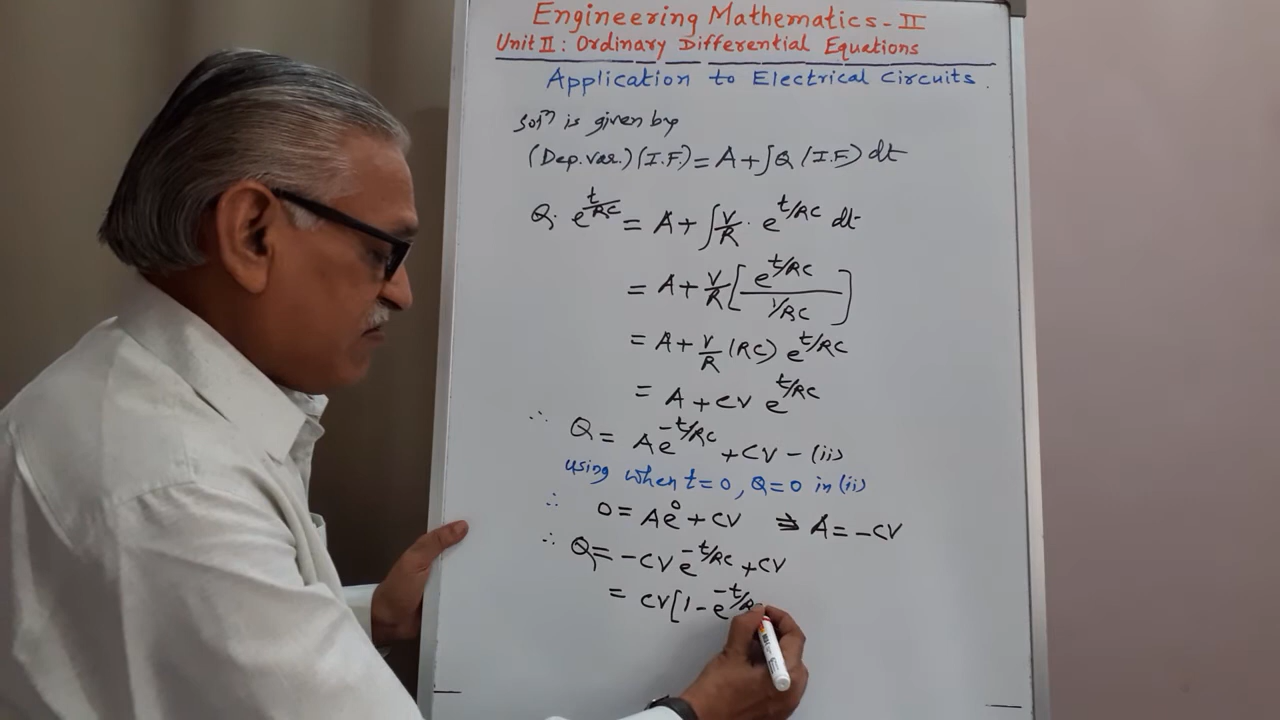 Engineering Mathematics - II
Unit II : Ordinary Differential Equations
Application to Electrical Circuits.
Solⁿ is given by
(Dep. var.) (I.F.) = A + ∫Q (I.F.) dt
Q. e^{t/RC} = A + ∫V/R · e^{t/RC} dt
= A + V/R [e^{t/RC} / (1/RC)]
= A + V/R (RC) e^{t/RC}
= A + CV e^{t/RC}
∴ Q = A e^{-t/RC} + CV - (ii)
using when t=0, Q=0 in (ii)
∴ 0 = A e^0 + CV ⇒ A = -CV
∴ Q = -CV e^{-t/RC} + CV
= CV [1 - e^{-t/R